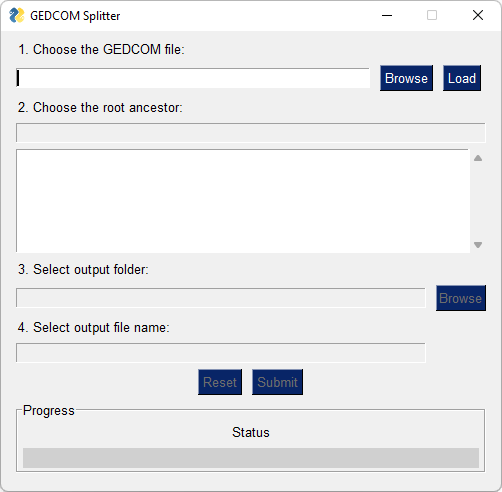 GEDCOM Splitter
1. Choose the GEDCOM file:
Browse Load
2. Choose the root ancestor:
3. Select output folder:
Browse
4. Select output file name:
Reset Submit
Progress
Status